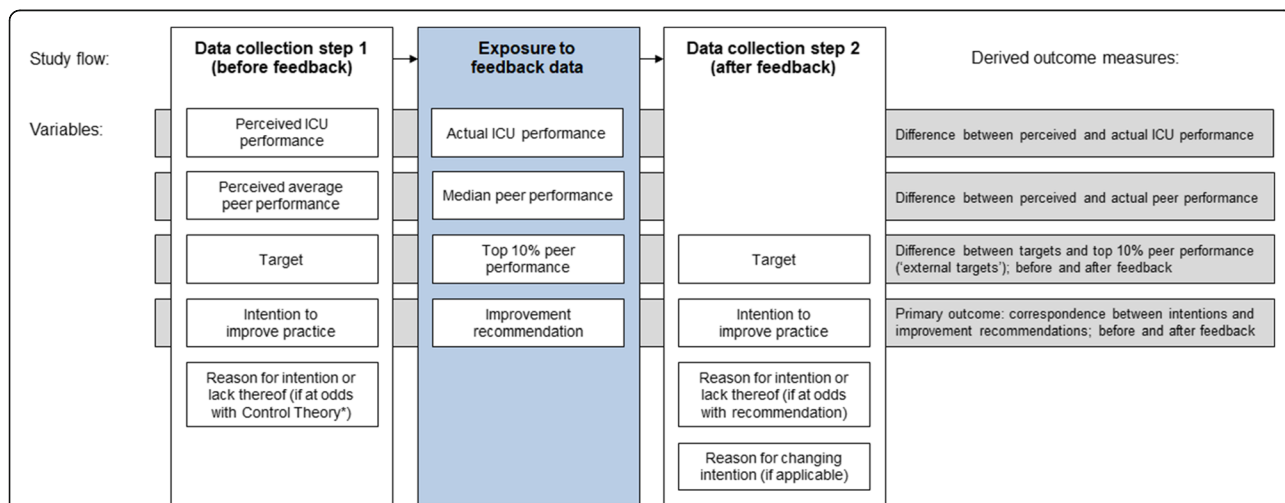 Study flow:
Data collection step 1
(before feedback)
Exposure to
feedback data
Data collection step 2
(after feedback)
Derived outcome measures:
Variables:
Perceived ICU
performance
Actual ICU performance
Difference between perceived and actual ICU performance
Perceived average
peer performance
Median peer performance
Difference between perceived and actual peer performance
Target
Top 10% peer
performance
Target
Difference between targets and top 10% peer performance
(‘external targets’); before and after feedback
Intention to
improve practice
Improvement
recommendation
Intention to
improve practice
Primary outcome: correspondence between intentions and
improvement recommendations; before and after feedback
Reason for intention or
lack thereof (if at odds
with Control Theory*)
Reason for intention or
lack thereof (if at odds
with recommendation)
Reason for changing
intention (if applicable)